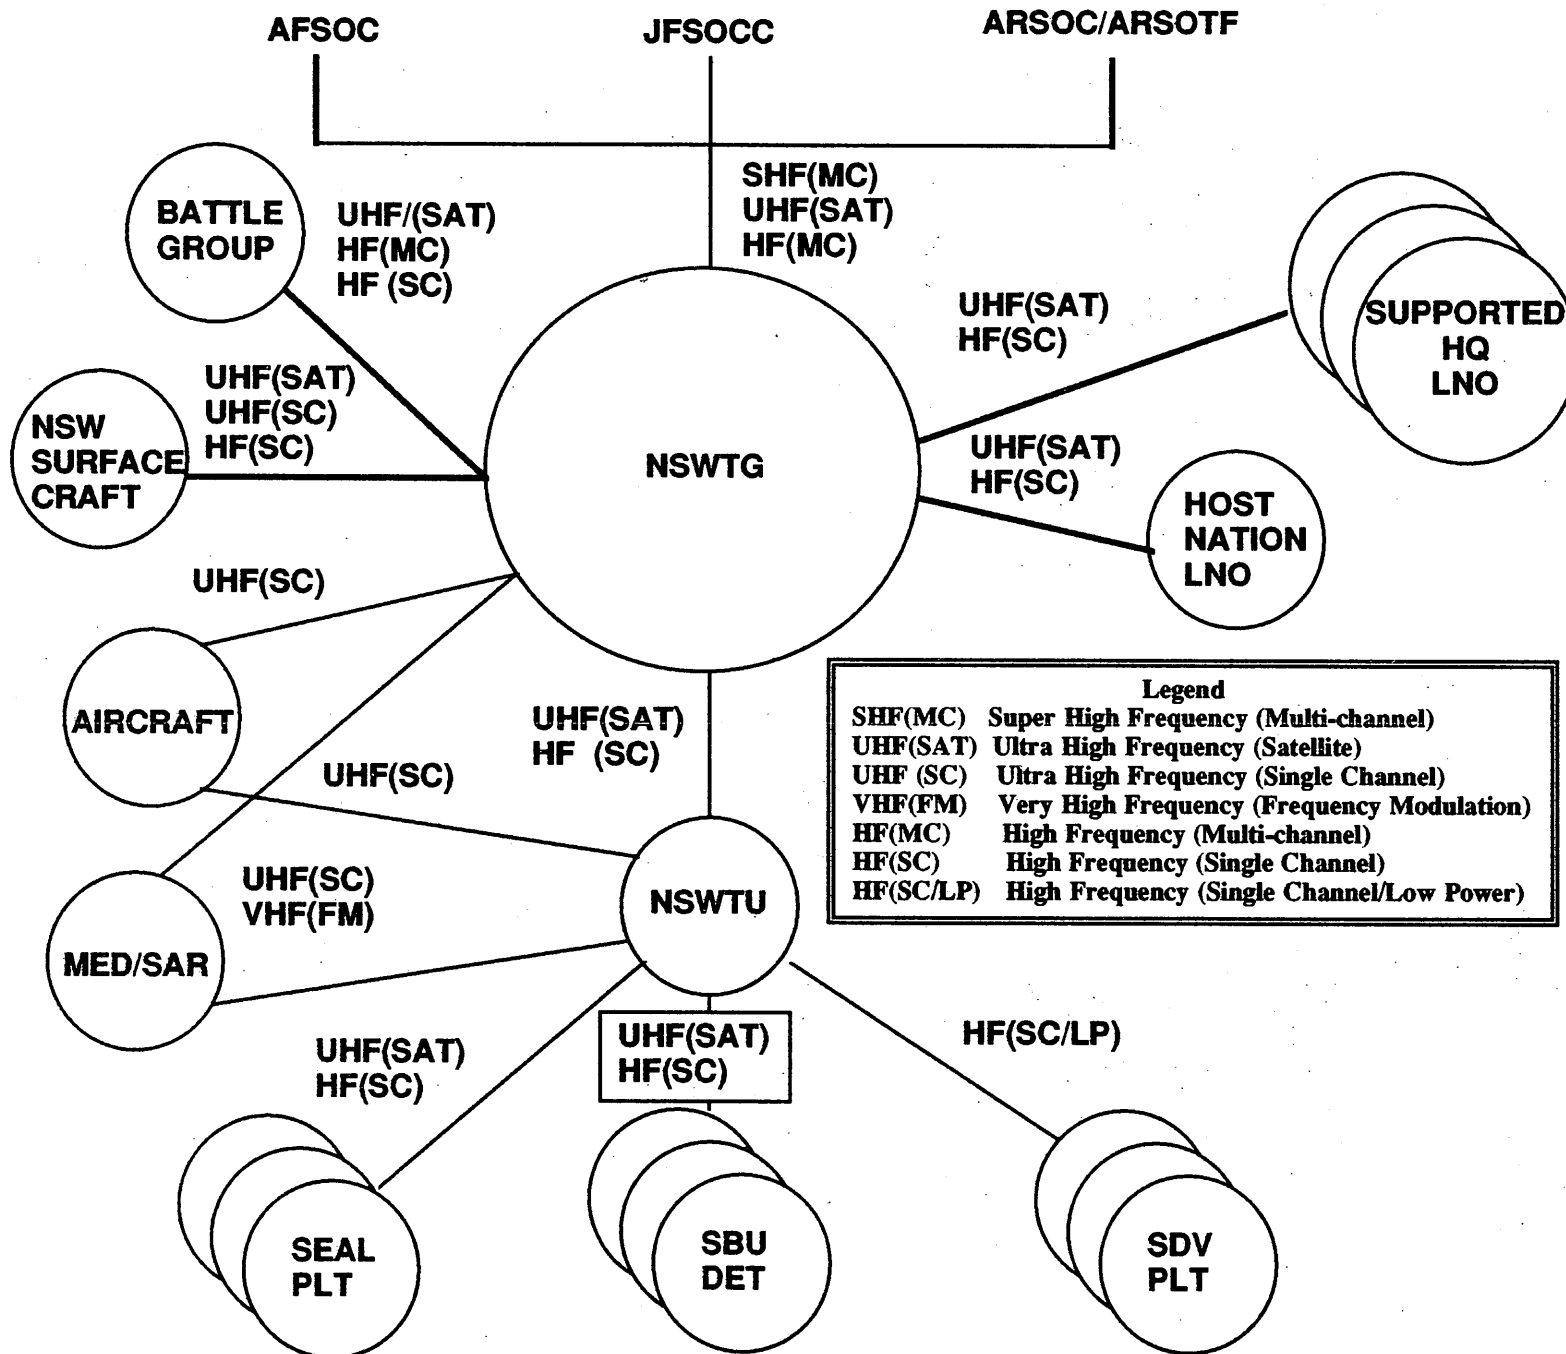 AFSOC
JFSOCC
ARSOC/ARSOTF
SHF(MC)
UHF(SAT)
HF(MC)
BATTLE
GROUP
UHF/(SAT)
HF(MC)
HF (SC)
UHF(SAT)
HF(SC)
SUPPORTED
HQ
LNO
NSW
SURFACE
CRAFT
UHF(SAT)
UHF(SC)
HF(SC)
NSWTG
UHF(SAT)
HF(SC)
HOST
NATION
LNO
UHF(SC)
AIRCRAFT
UHF(SAT)
HF (SC)
UHF(SC)
Legend
SHF(MC) Super High Frequency (Multi-channel)
UHF(SAT) Ultra High Frequency (Satellite)
UHF (SC) Ultra High Frequency (Single Channel)
VHF(FM) Very High Frequency (Frequency Modulation)
HF(MC) High Frequency (Multi-channel)
HF(SC) High Frequency (Single Channel)
HF(SC/LP) High Frequency (Single Channel/Low Power)
UHF(SC)
VHF(FM)
NSWTU
MED/SAR
UHF(SAT)
HF(SC)
UHF(SAT)
HF(SC)
HF(SC/LP)
SEAL
PLT
SBU
DET
SDV
PLT